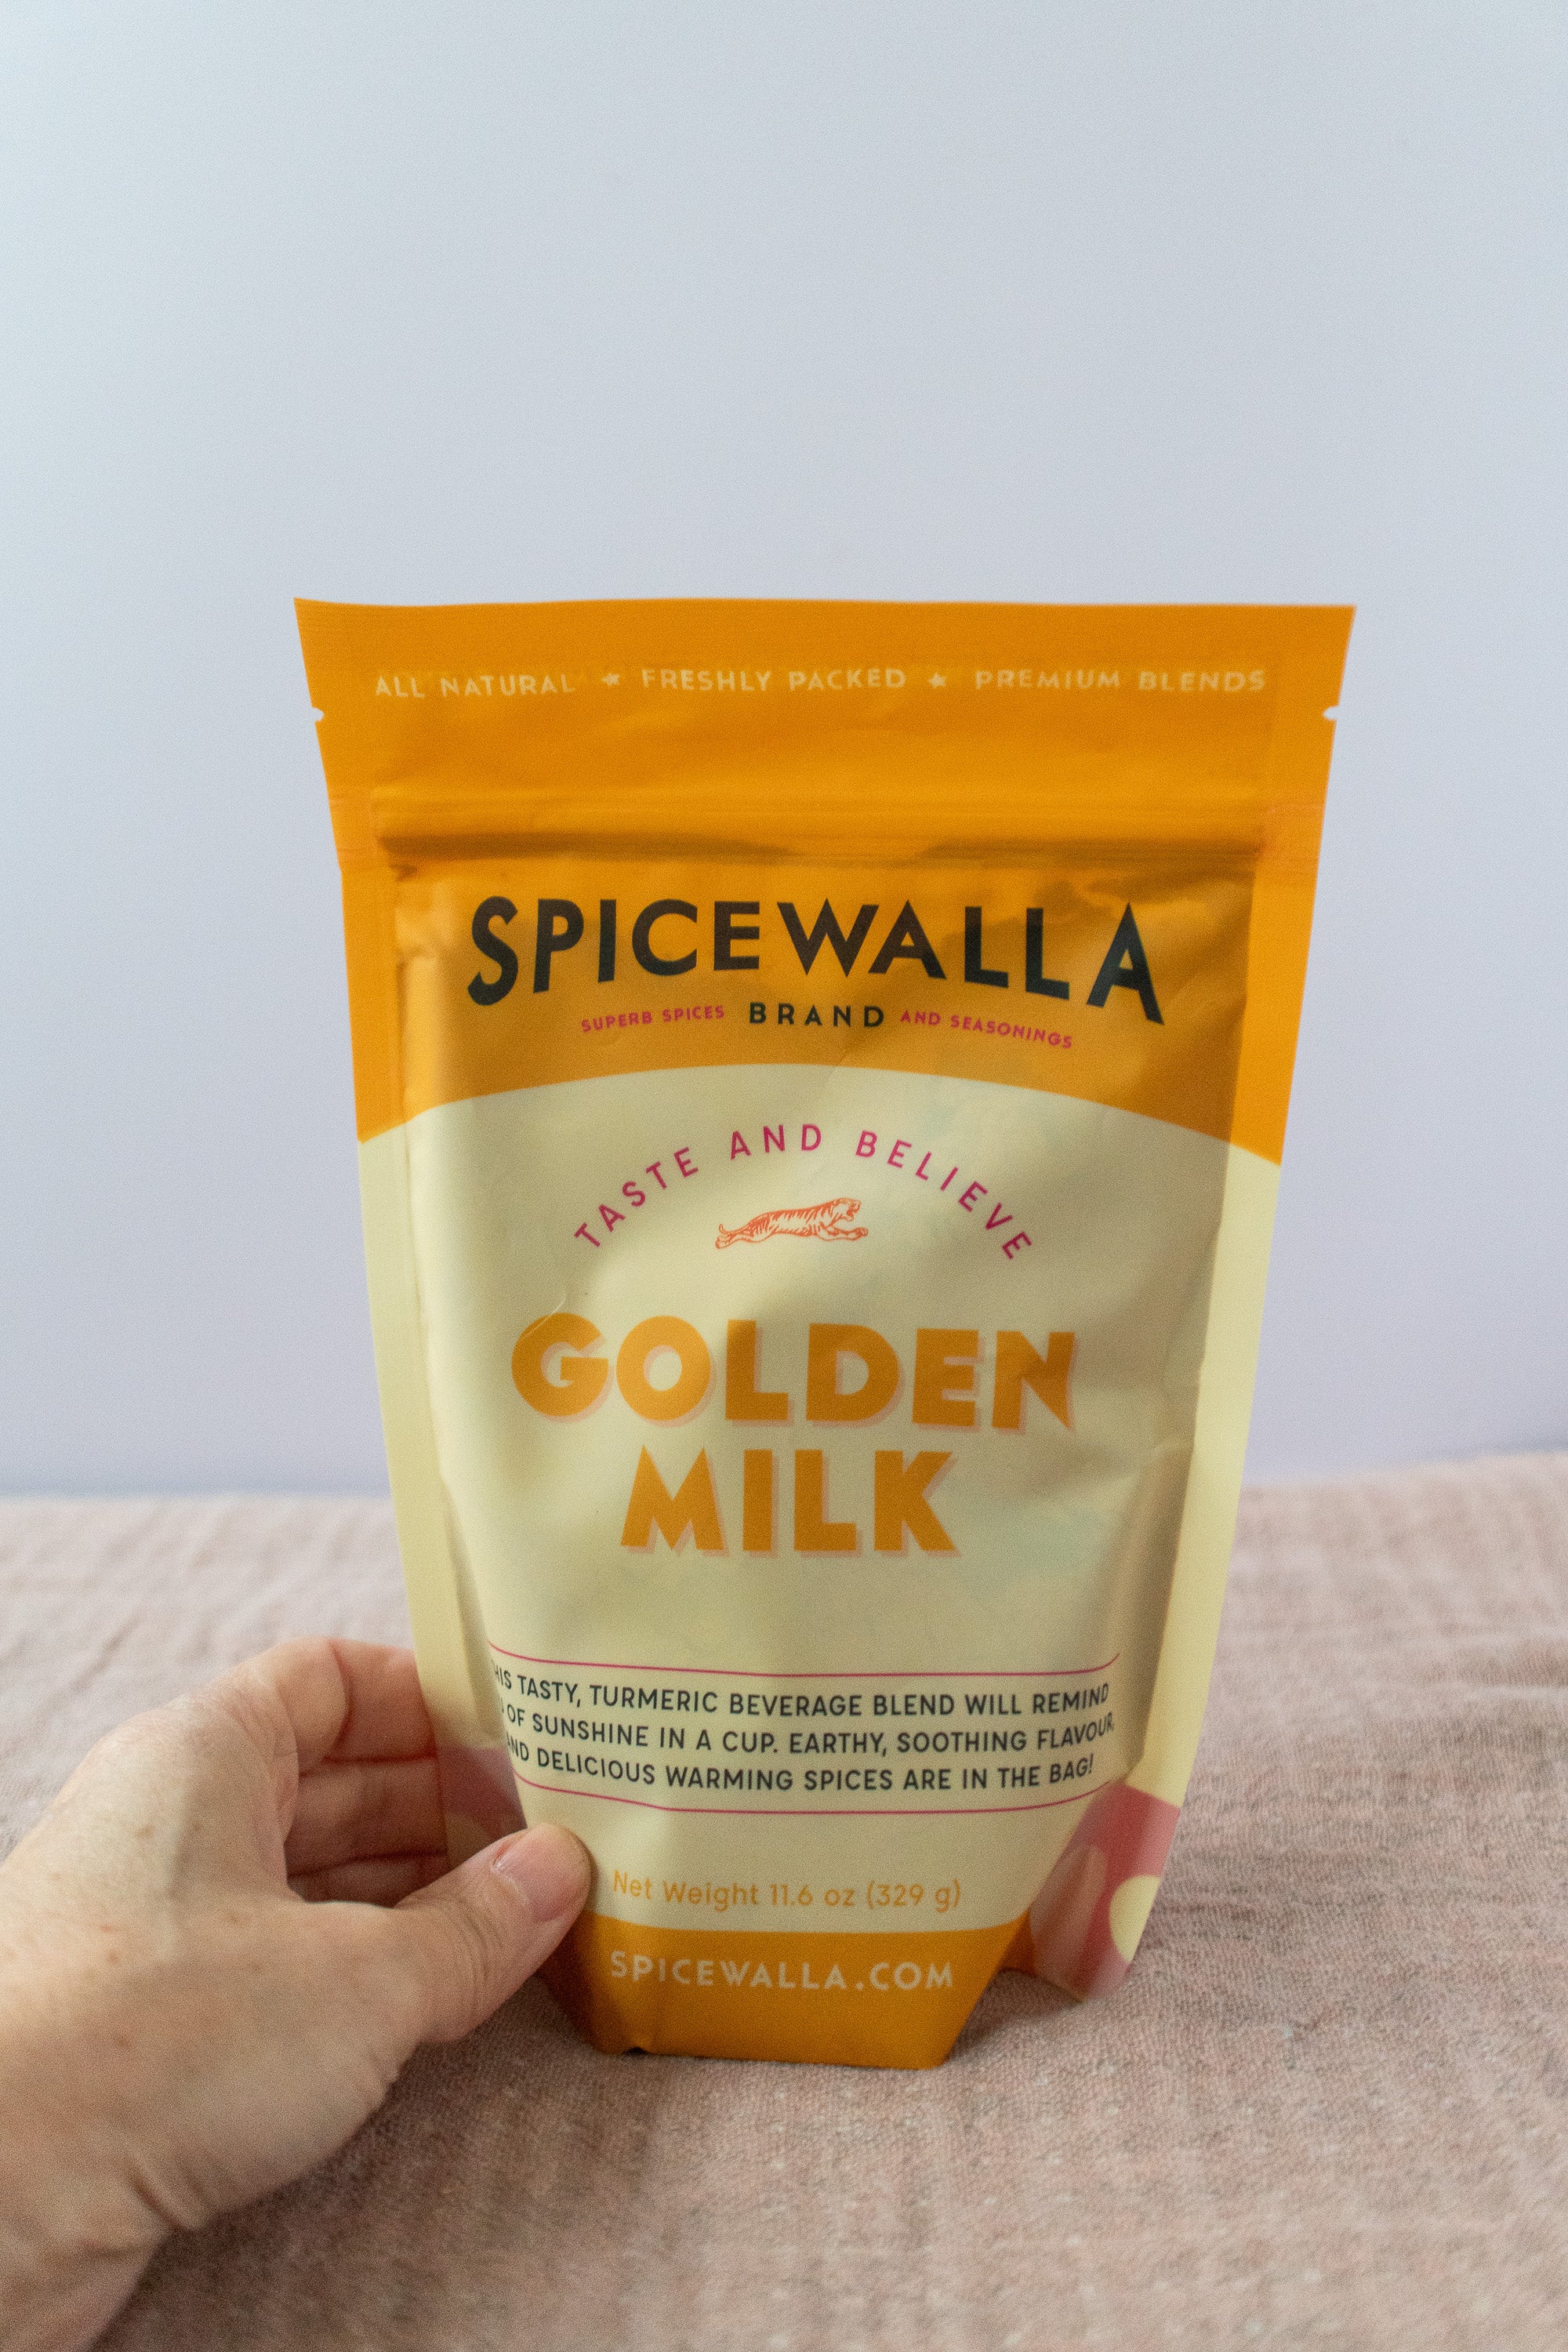 ALL NATURAL ★ FRESHLY PACKED ★ PREMIUM BLENDS
SPICEWALLA
SUPERB SPICES BRAND AND SEASONINGS
TASTE AND BELIEVE
GOLDEN
MILK
HIS TASTY, TURMERIC BEVERAGE BLEND WILL REMIND
OF SUNSHINE IN A CUP. EARTHY, SOOTHING FLAVOUR,
AND DELICIOUS WARMING SPICES ARE IN THE BAG!
Net Weight 11.6 oz (329 g)
SPICEWALLA.COM